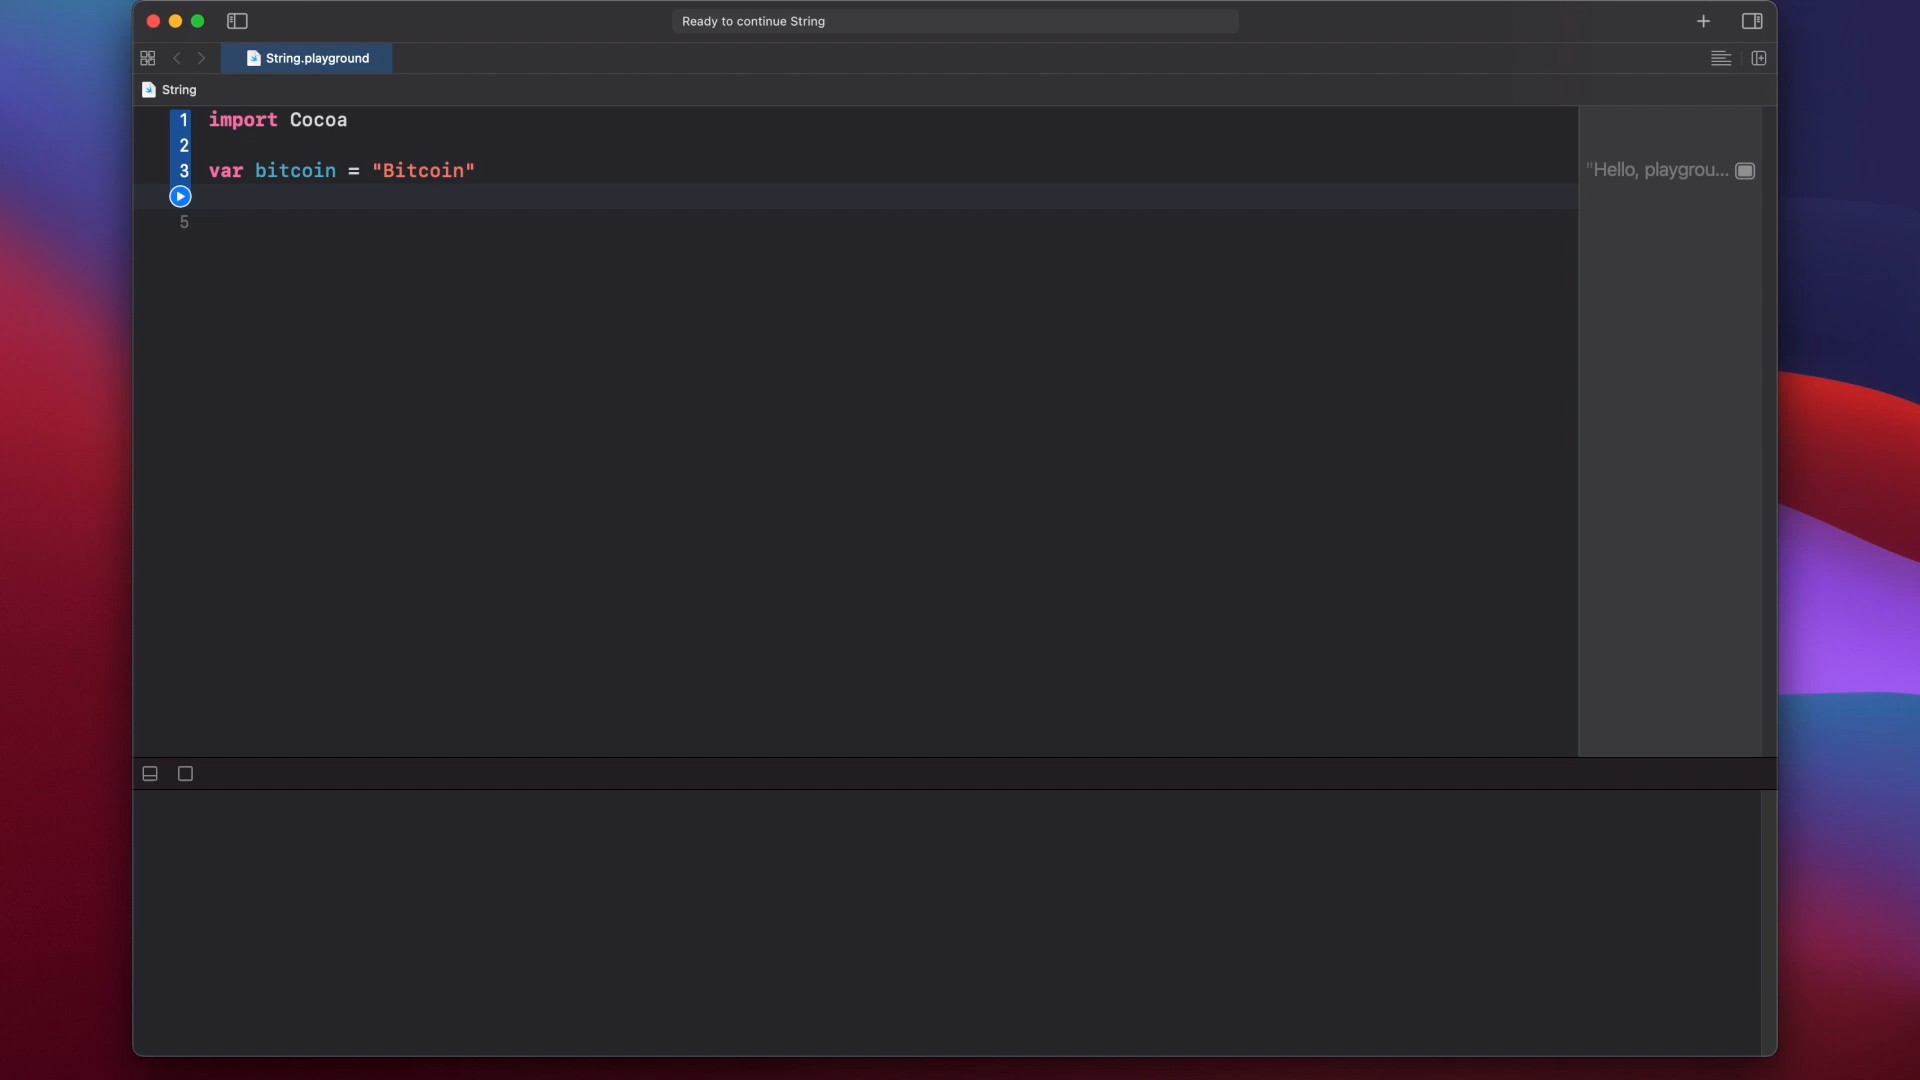 Ready to continue String
String.playground
String
1 import Cocoa
2
3 var bitcoin = "Bitcoin"
"Hello, playgrou...
5